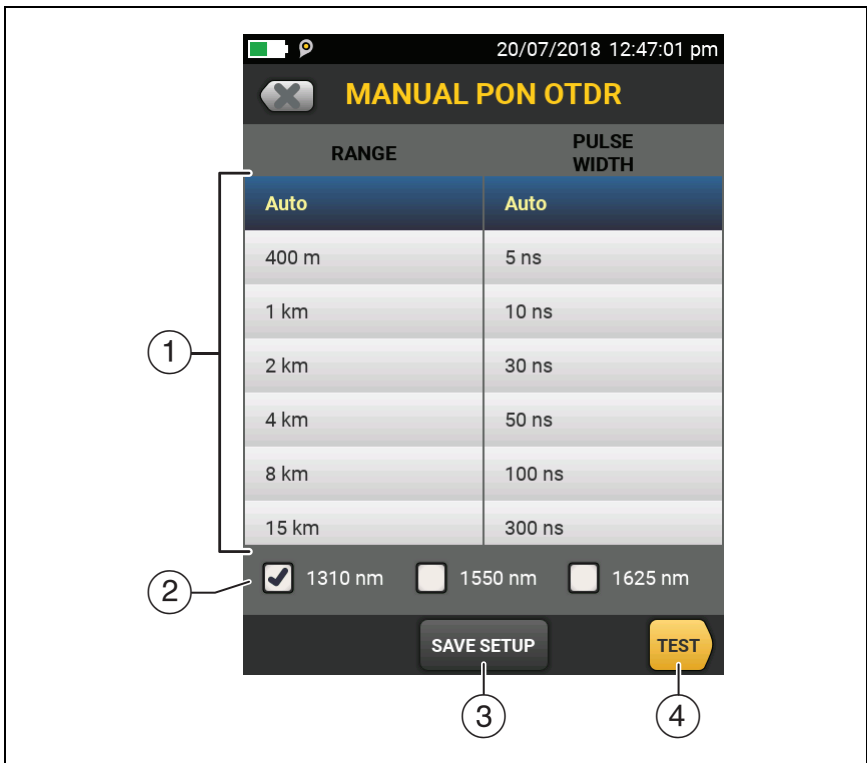 20/07/2018 12:47:01 pm
MANUAL PON OTDR
RANGE
PULSE
WIDTH
Auto Auto
400 m 5 ns
1 km 10 ns
2 km 30 ns
4 km 50 ns
8 km 100 ns
15 km 300 ns
1310 nm 1550 nm 1625 nm
SAVE SETUP TEST
1
2
3
4